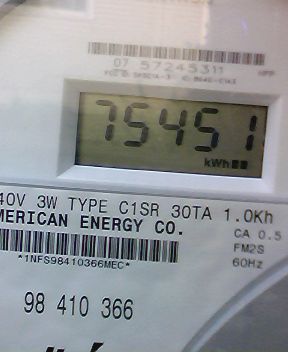 07 57245311
75451
kWh
40V 3W TYPE C1SR 30TA 1.0Kh
MERICAN ENERGY CO.
CA 0.5
FM2S
*1NFS98410366MEC*
60Hz
98 410 366